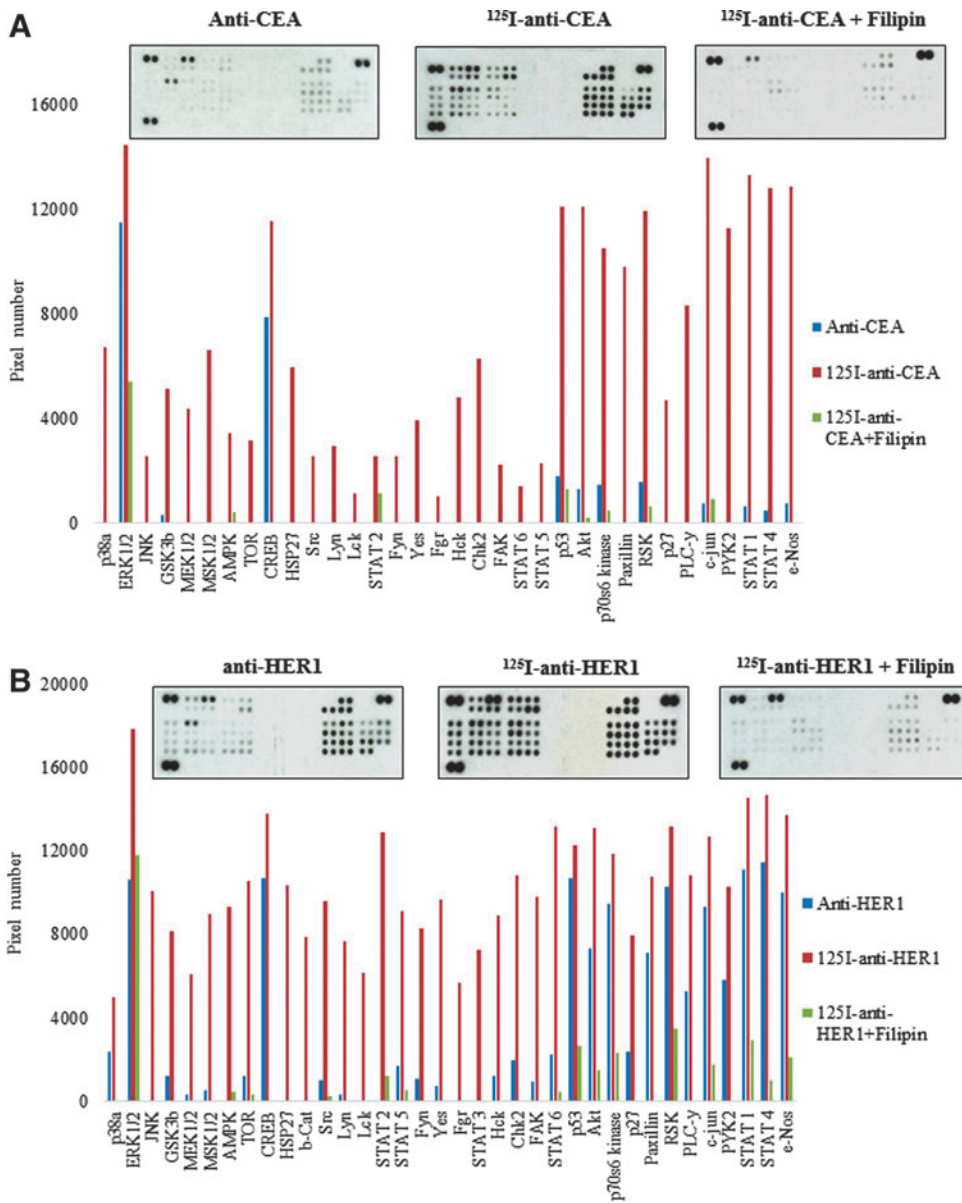 A
Anti-CEA
¹²⁵I-anti-CEA
¹²⁵I-anti-CEA + Filipin
16000
12000
8000
4000
0
Pixel number
Anti-CEA
125I-anti-CEA
125I-anti-
CEA+Filipin
p38a
ERK1/2
JNK
GSK3b
MEK1/2
MSK1/2
AMPK
TOR
CREB
HSP27
Src
Lyn
Lck
STAT 2
Fyn
Yes
Fgr
Hck
Chk2
FAK
STAT 6
STAT 5
p53
Akt
p70s6 kinase
Paxillin
RSK
p27
PLC-y
c-jun
PYK2
STAT 1
STAT 4
e-Nos
B
anti-HER1
¹²⁵I-anti-HER1
¹²⁵I-anti-HER1 + Filipin
20000
16000
12000
8000
4000
0
Pixel number
Anti-HER1
125I-anti-HER1
125I-anti-
HER1+Filipin
p38a
ERK1/2
JNK
GSK3b
MEK1/2
MSK1/2
AMPK
TOR
CREB
HSP27
b-Cat
Src
Lyn
Lck
STAT 2
STAT 5
Fyn
Yes
Fgr
STAT 3
Hck
Chk2
FAK
STAT 6
p53
Akt
p70s6 kinase
p27
Paxillin
RSK
PLC-y
c-jun
PYK2
STAT 1
STAT 4
e-Nos